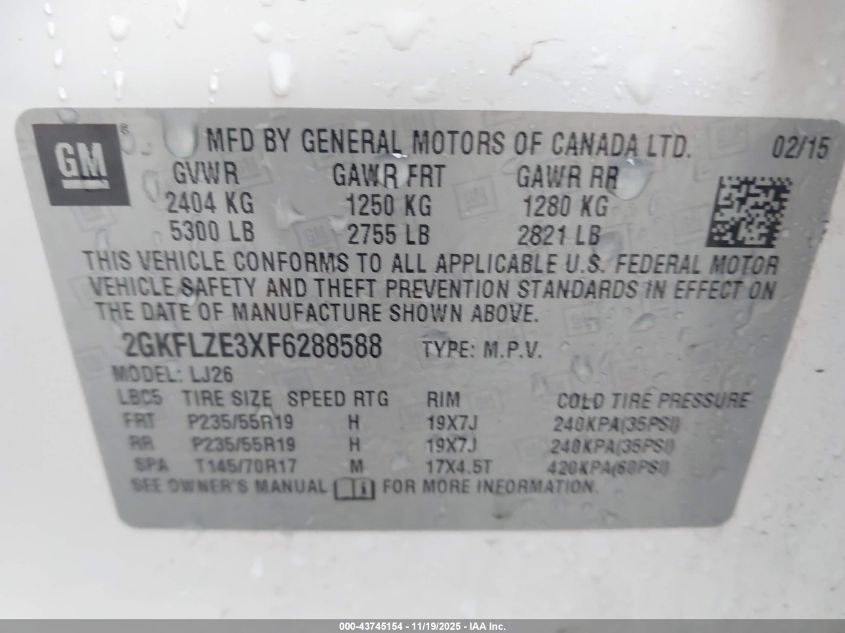 GM ® MFD BY GENERAL MOTORS OF CANADA LTD. 02/15
GVWR GAWR FRT GAWR RR
2404 KG 1250 KG 1280 KG
5300 LB 2755 LB 2821 LB
THIS VEHICLE CONFORMS TO ALL APPLICABLE U.S. FEDERAL MOTOR
VEHICLE SAFETY AND THEFT PREVENTION STANDARDS IN EFFECT ON
THE DATE OF MANUFACTURE SHOWN ABOVE.
2GKFLZE3XF6288588 TYPE: M.P.V.
MODEL: LJ26
LBC5 TIRE SIZE SPEED RTG RIM COLD TIRE PRESSURE
FRT P235/55R19 H 19X7J 240KPA(35PSI)
RR P235/55R19 H 19X7J 240KPA(35PSI)
SPA T145/70R17 M 17X4.5T 420KPA(60PSI)
SEE OWNER'S MANUAL FOR MORE INFORMATION.
000-43745154 - 11/19/2025 - IAA Inc.